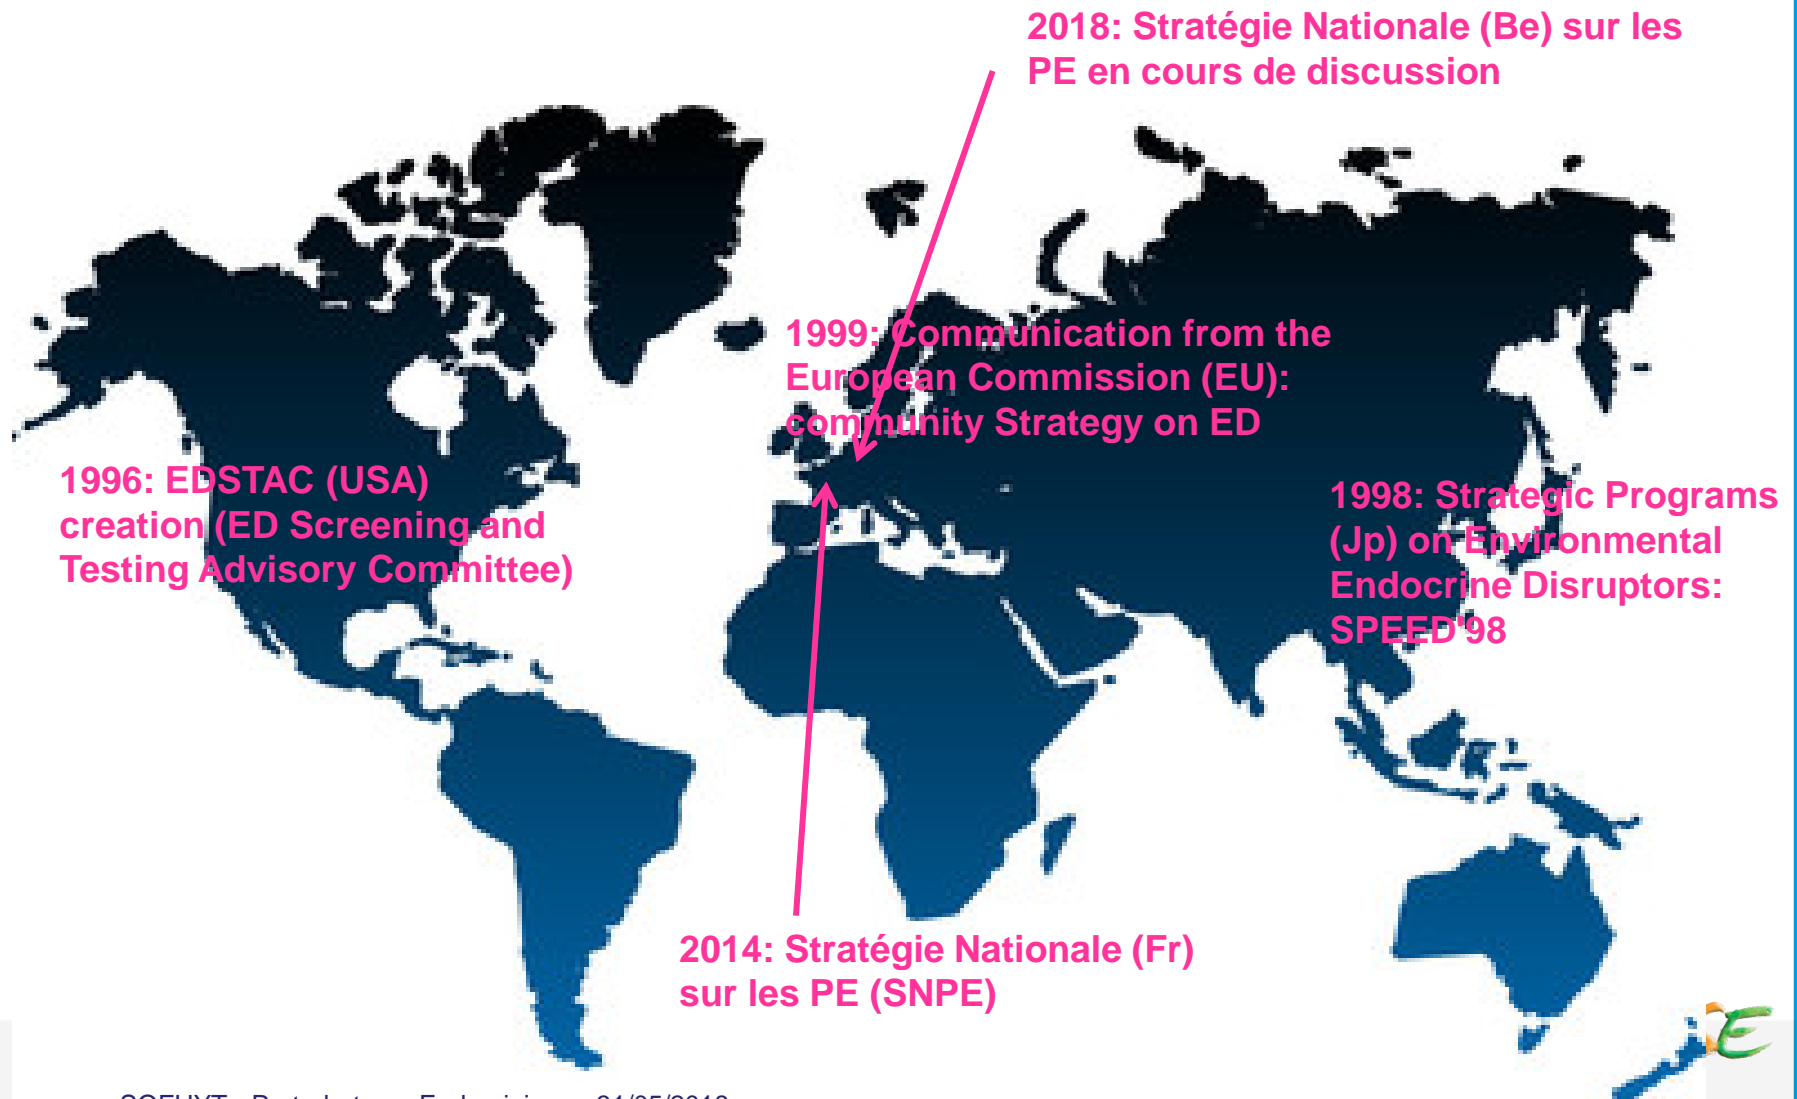 2018: Stratégie Nationale (Be) sur les
PE en cours de discussion
1999: Communication from the
European Commission (EU):
community Strategy on ED
1996: EDSTAC (USA)
creation (ED Screening and
Testing Advisory Committee)
1998: Strategic Programs
(Jp) on Environmental
Endocrine Disruptors:
SPEED'98
2014: Stratégie Nationale (Fr)
sur les PE (SNPE)
E